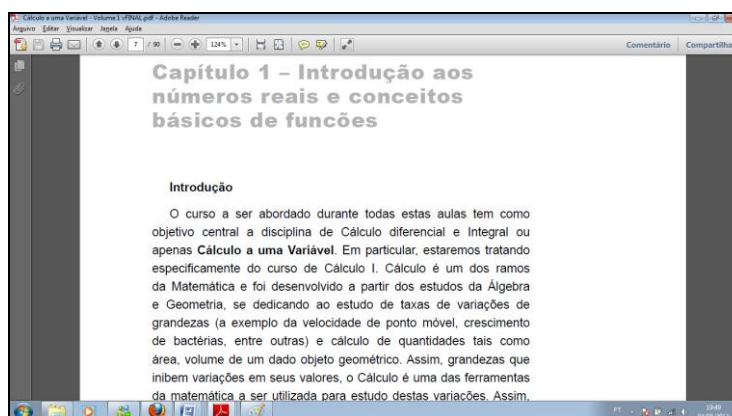 Cálculo a uma Variável - Volume 1 vFINAL.pdf - Adobe Reader
Arquivo Editar Visualizar Janela Ajuda
7 / 90 124% Comentário Compartilha
Capítulo 1 – Introdução aos
números reais e conceitos
básicos de funcões
Introdução
O curso a ser abordado durante todas estas aulas tem como
objetivo central a disciplina de Cálculo diferencial e Integral ou
apenas Cálculo a uma Variável. Em particular, estaremos tratando
especificamente do curso de Cálculo I. Cálculo é um dos ramos
da Matemática e foi desenvolvido a partir dos estudos da Álgebra
e Geometria, se dedicando ao estudo de taxas de variações de
grandezas (a exemplo da velocidade de ponto móvel, crescimento
de bactérias, entre outras) e cálculo de quantidades tais como
área, volume de um dado objeto geométrico. Assim, grandezas que
inibem variações em seus valores, o Cálculo é uma das ferramentas
da matemática a ser utilizada para estudo destas variações. Assim,
PT 19:49